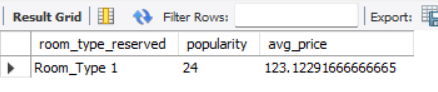 Result Grid Filter Rows: Export:
room_type_reserved popularity avg_price
Room_Type 1 24 123.12291666666665